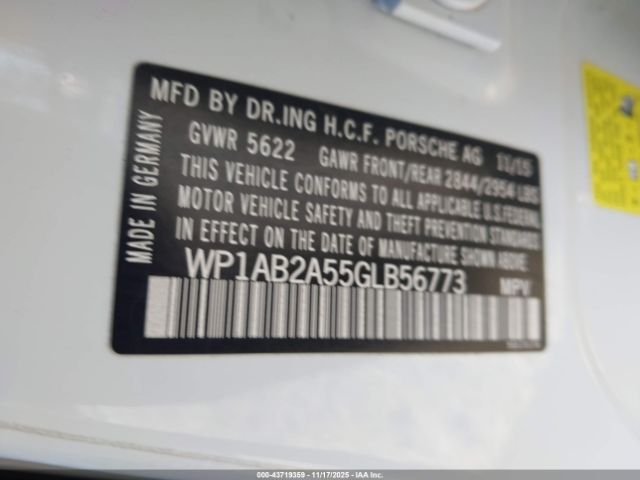 MFD BY DR.ING H.C.F. PORSCHE AG 11/15
GVWR 5622 GAWR FRONT/REAR 2844/2954 LBS
THIS VEHICLE CONFORMS TO ALL APPLICABLE U.S.FEDERAL
MOTOR VEHICLE SAFETY AND THEFT PREVENTION STANDARDS
IN EFFECT ON THE DATE OF MANUFACTURE SHOWN ABOVE
WP1AB2A55GLB56773 MPV
MADE IN GERMANY
000-43719359 — 11/17/2025 — IAA Inc.